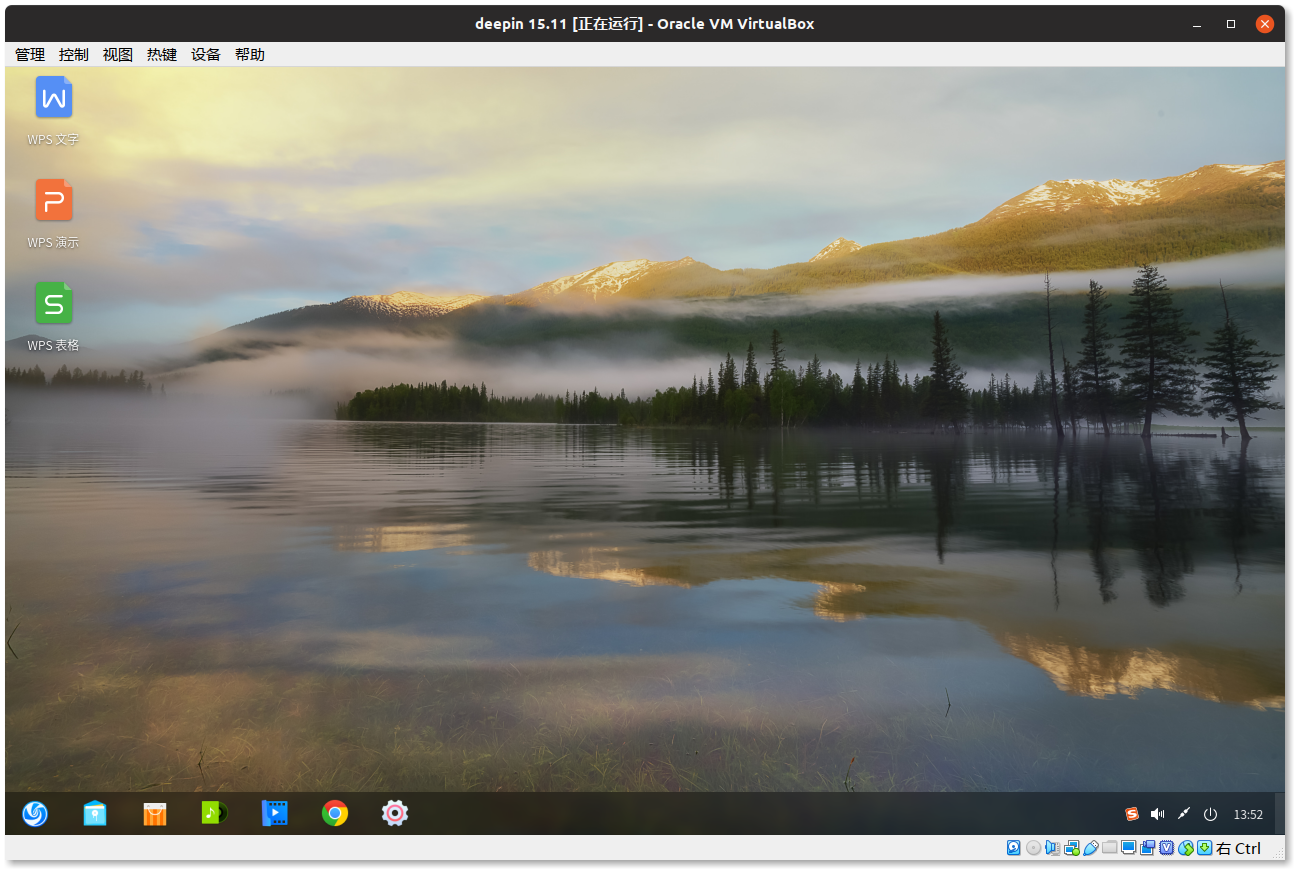 deepin 15.11 [正在运行] - Oracle VM VirtualBox
管理 控制 视图 热键 设备 帮助
WPS 文字
WPS 演示
WPS 表格
13:52
右 Ctrl